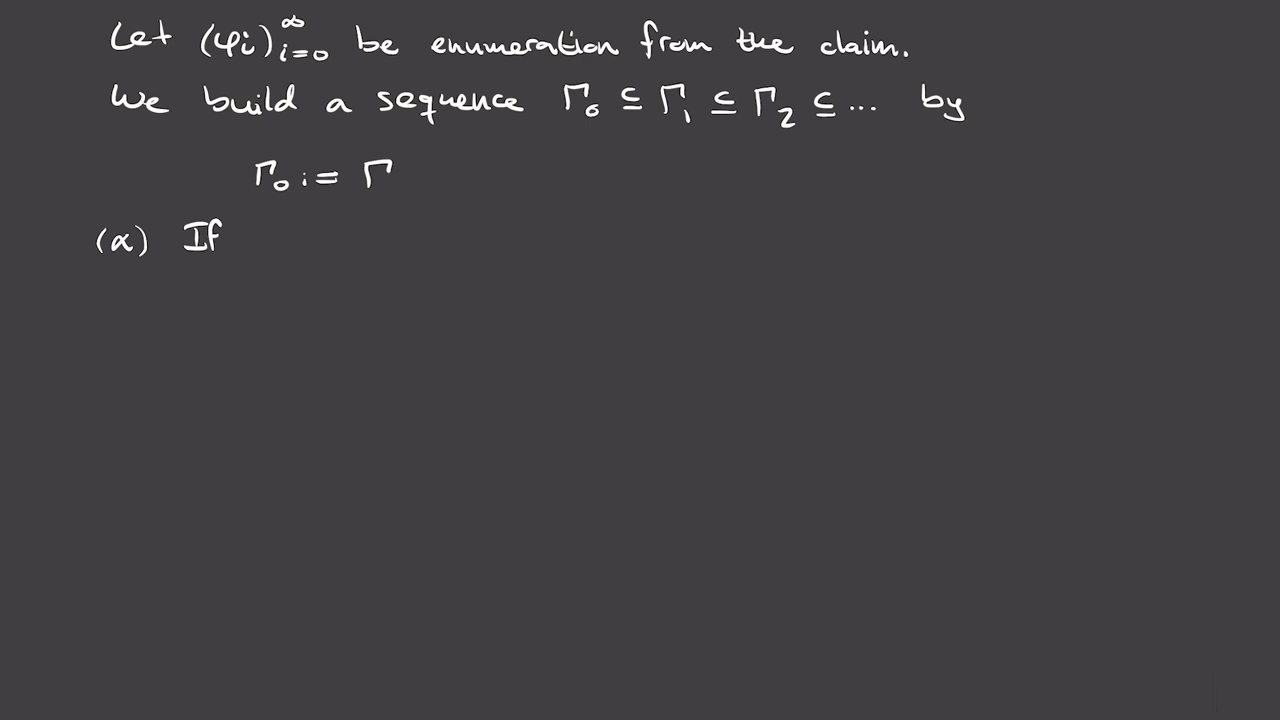 Let (φi)_{i=0}^∞ be enumeration from the claim.
We build a sequence Γ₀ ⊆ Γ₁ ⊆ Γ₂ ⊆ ... by
Γ₀ := Γ
(α) If